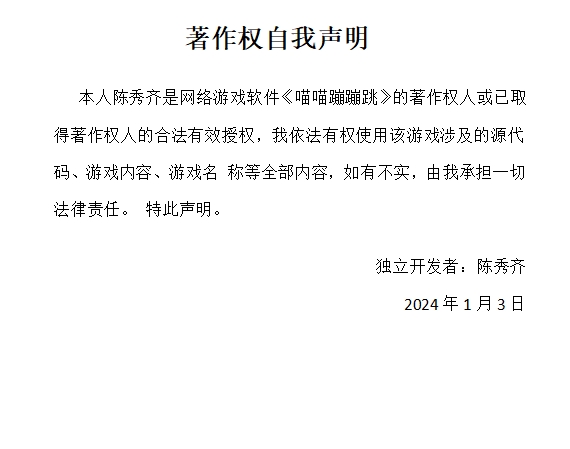 著作权自我声明
本人陈秀齐是网络游戏软件《喵喵蹦蹦跳》的著作权人或已取
得著作权人的合法有效授权，我依法有权使用该游戏涉及的源代
码、游戏内容、游戏名 称等全部内容，如有不实，由我承担一切
法律责任。 特此声明。
独立开发者：陈秀齐
2024 年 1 月 3 日